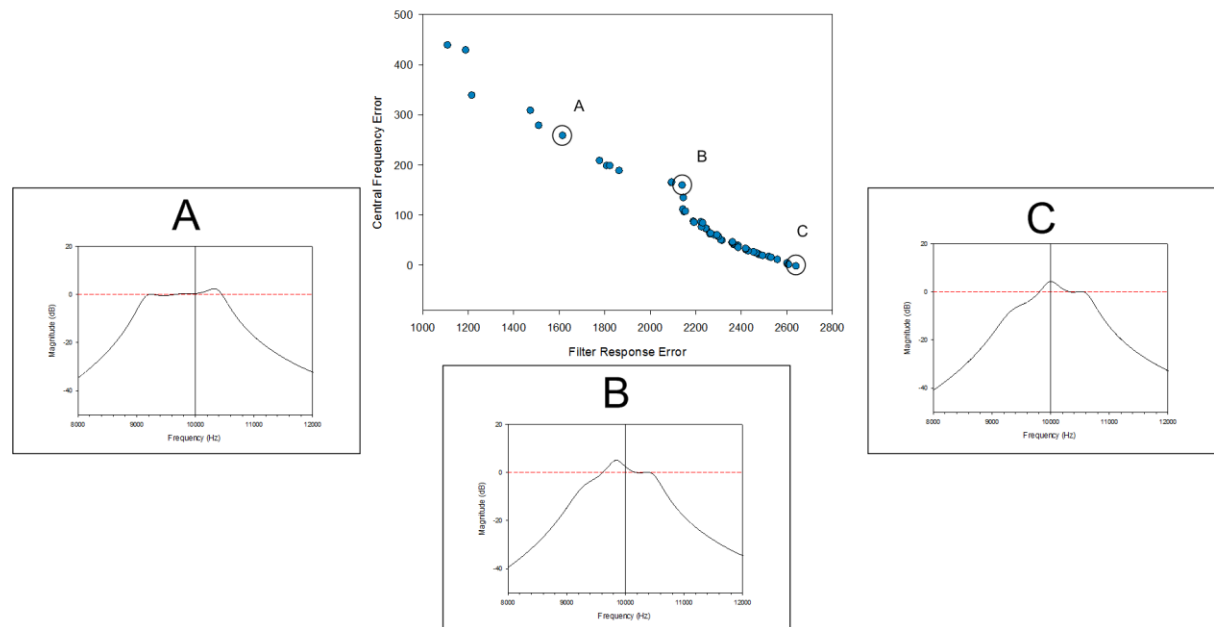 500
400
300
200
100
0
Central Frequency Error
A
B
C
1000 1200 1400 1600 1800 2000 2200 2400 2600 2800
Filter Response Error
A
20
0
-20
-40
Magnitude (dB)
8000 9000 10000 11000 12000
Frequency (Hz)
B
20
0
-20
-40
Magnitude (dB)
8000 9000 10000 11000 12000
Frequency (Hz)
C
20
0
-20
-40
Magnitude (dB)
8000 9000 10000 11000 12000
Frequency (Hz)